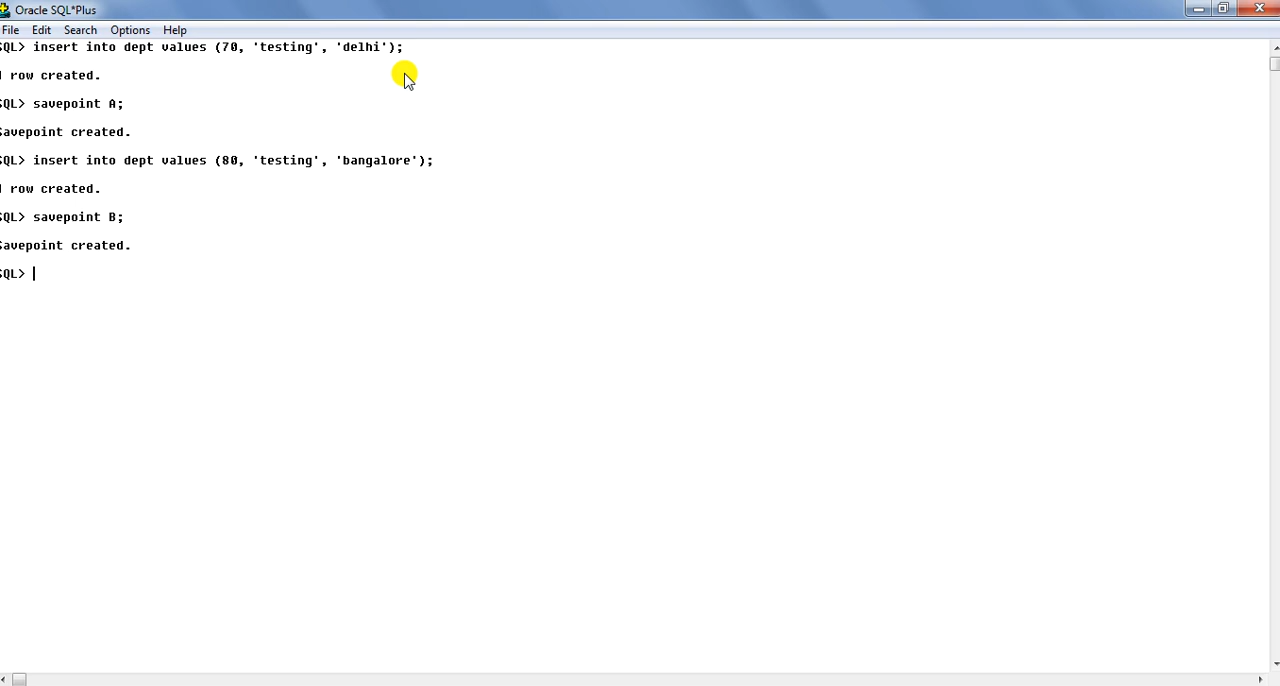 Oracle SQL*Plus
File Edit Search Options Help
SQL> insert into dept values (70, 'testing', 'delhi');
1 row created.
SQL> savepoint A;
Savepoint created.
SQL> insert into dept values (80, 'testing', 'bangalore');
1 row created.
SQL> savepoint B;
Savepoint created.
SQL>